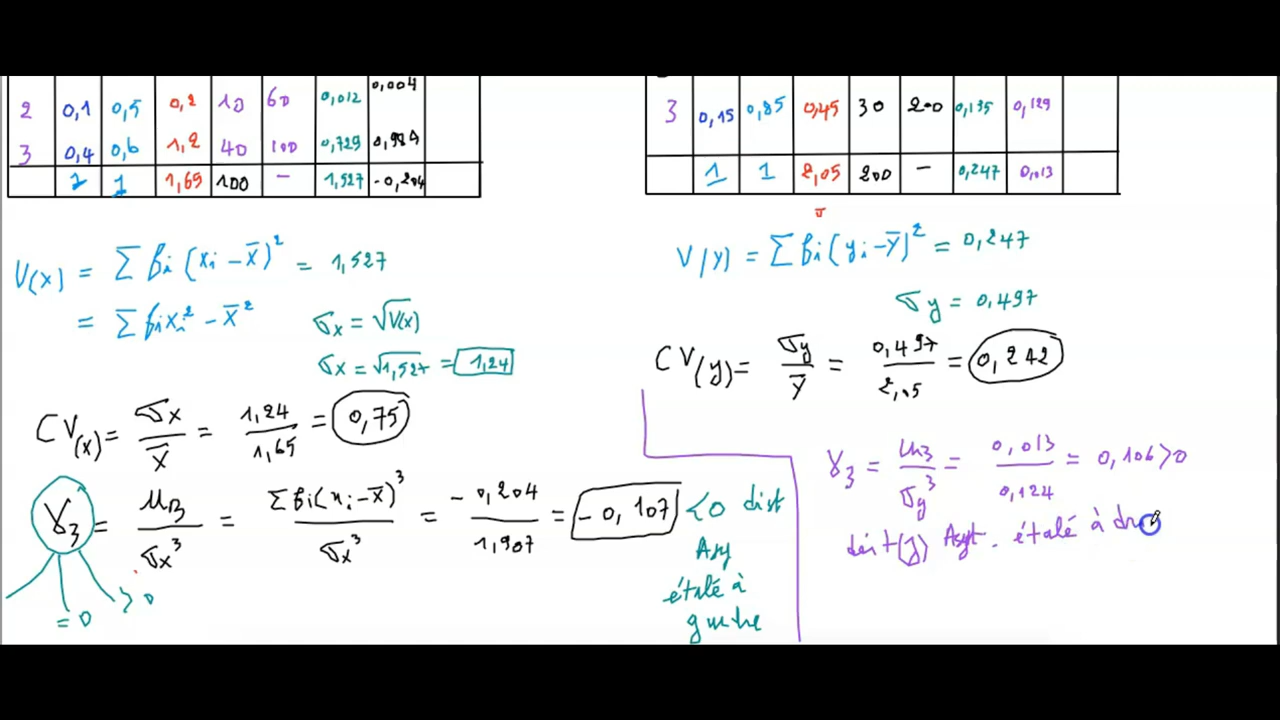 0,004
2 0,1 0,5 0,2 10 60 0,012
3 0,4 0,6 1,2 40 100 0,729 0,984
1 1 1,65 100 - 1,527 -0,204
V(x) = Σ fi (xi - x̄)² = 1,527
= Σ fi xi² - x̄²
σx = √V(x)
σx = √1,527 = 1,24
CV(x) = σx / x̄ = 1,24 / 1,65 = 0,75
γ3 = μ3 / σx³ = Σ fi (xi - x̄)³ / σx³ = -0,204 / 1,907 = -0,107 < 0 dist
Asy
étalé à
gauche
= 0
> 0
3 0,15 0,85 0,45 30 200 0,135 0,129
1 1 2,05 200 - 0,247 0,013
V(y) = Σ fi (yi - ȳ)² = 0,247
σy = 0,497
CV(y) = σy / ȳ = 0,497 / 2,05 = 0,242
γ3 = μ3 / σy³ = 0,013 / 0,124 = 0,106 > 0
dist(y) Asyt. étalé à